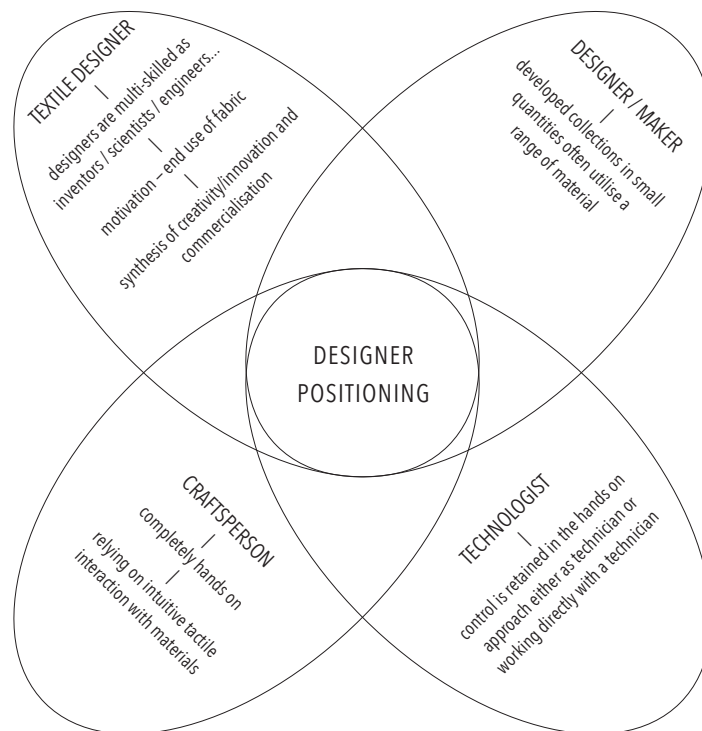 TEXTILE DESIGNER
designers are multi-skilled as
inventors / scientists / engineers...
motivation – end use of fabric
synthesis of creativity/innovation and
commercialisation
DESIGNER / MAKER
developed collections in small
quantities often utilise a
range of material
DESIGNER
POSITIONING
CRAFTSPERSON
completely hands on
relying on intuitive tactile
interaction with materials
TECHNOLOGIST
control is retained in the hands on
approach either as technician or
working directly with a technician